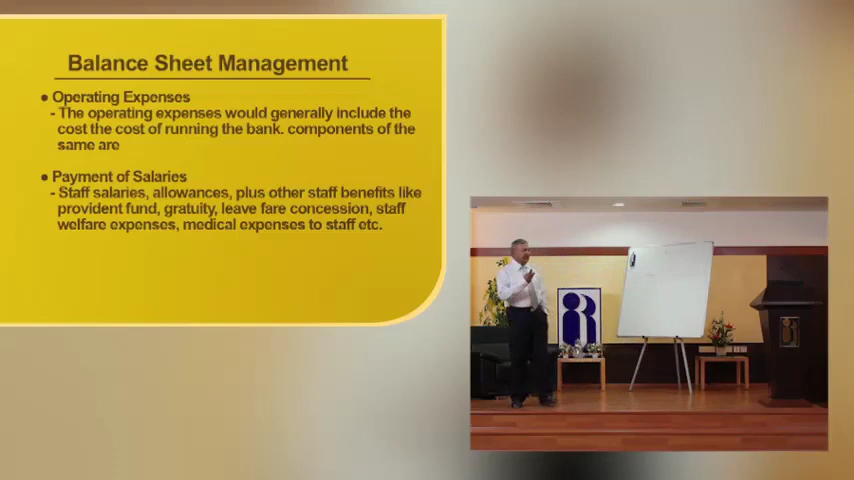 Balance Sheet Management
● Operating Expenses
- The operating expenses would generally include the
cost the cost of running the bank. components of the
same are
● Payment of Salaries
- Staff salaries, allowances, plus other staff benefits like
provident fund, gratuity, leave fare concession, staff
welfare expenses, medical expenses to staff etc.